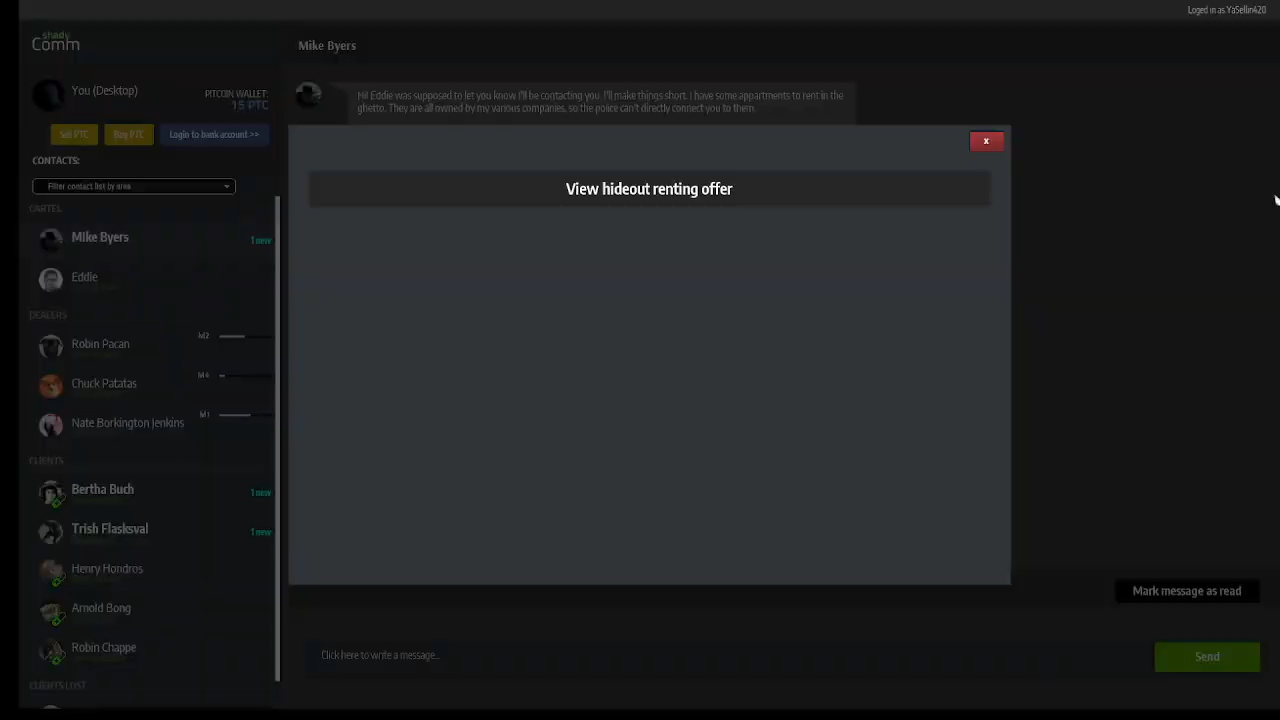 Loged in as YaSellin420
shady
Comm
Mike Byers
You (Desktop)
PITCOIN WALLET:
15 PTC
Sell PTC
Buy PTC
Login to bank account >>
Hi! Eddie was supposed to let you know I'll be contacting you. I'll make things short. I have some appartments to rent in the
ghetto. They are all owned by my various companies, so the police can't directly connect you to them.
x
CONTACTS:
Filter contact list by area
View hideout renting offer
CARTEL
Mike Byers
1 new
Eddie
DEALERS
Robin Pacan
Chuck Patatas
Nate Borkington Jenkins
CLIENTS
Bertha Buch
1 new
Trish Flasksval
1 new
Henry Hondros
Arnold Bong
Robin Chappe
CLIENTS LOST
Mark message as read
Click here to write a message...
Send